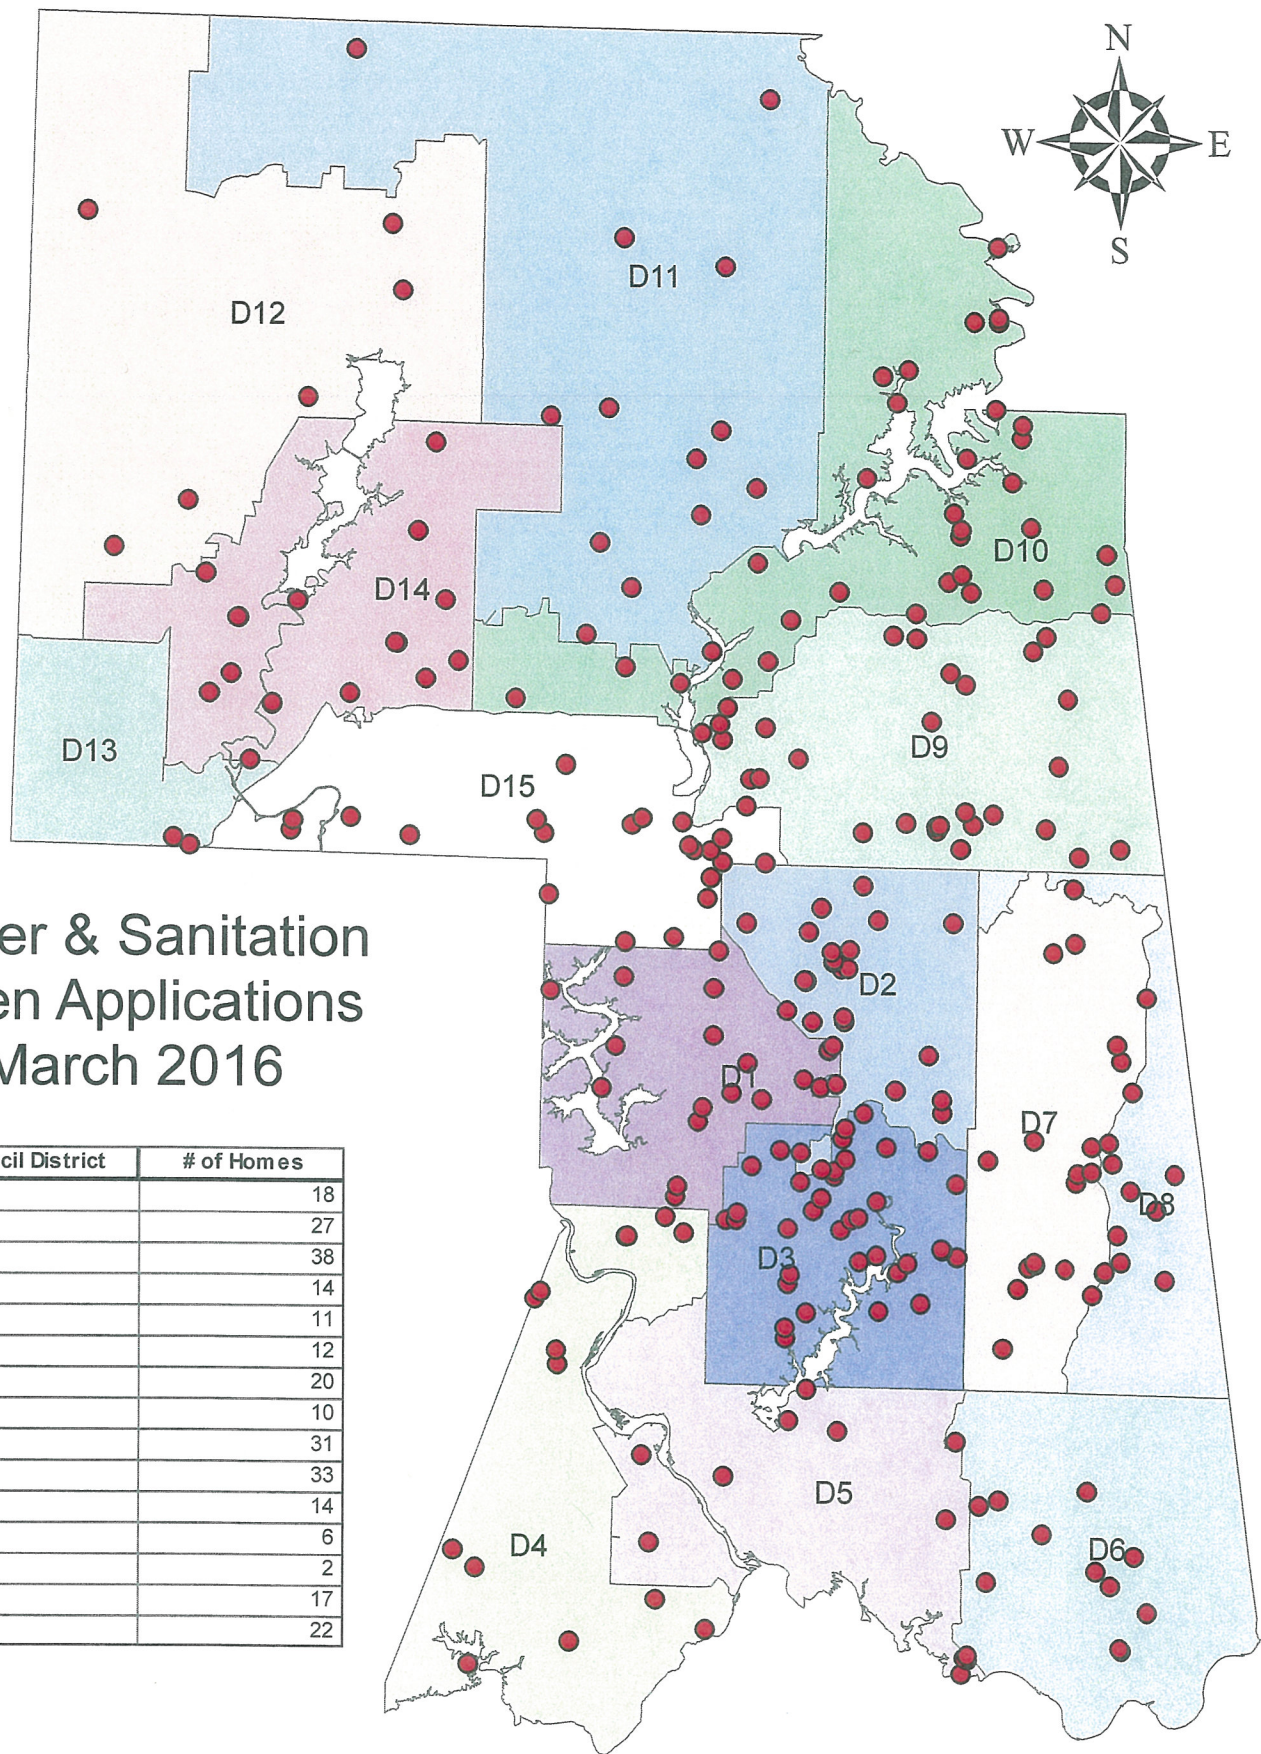 N
W E
S
D11
D12
D10
D14
D9
D13
D15
er & Sanitation
en Applications
March 2016
D2
D1
D7
cil District # of Homes
18
27
38
14
11
12
20
10
31
33
14
6
2
17
22
D8
D3
D5
D4
D6